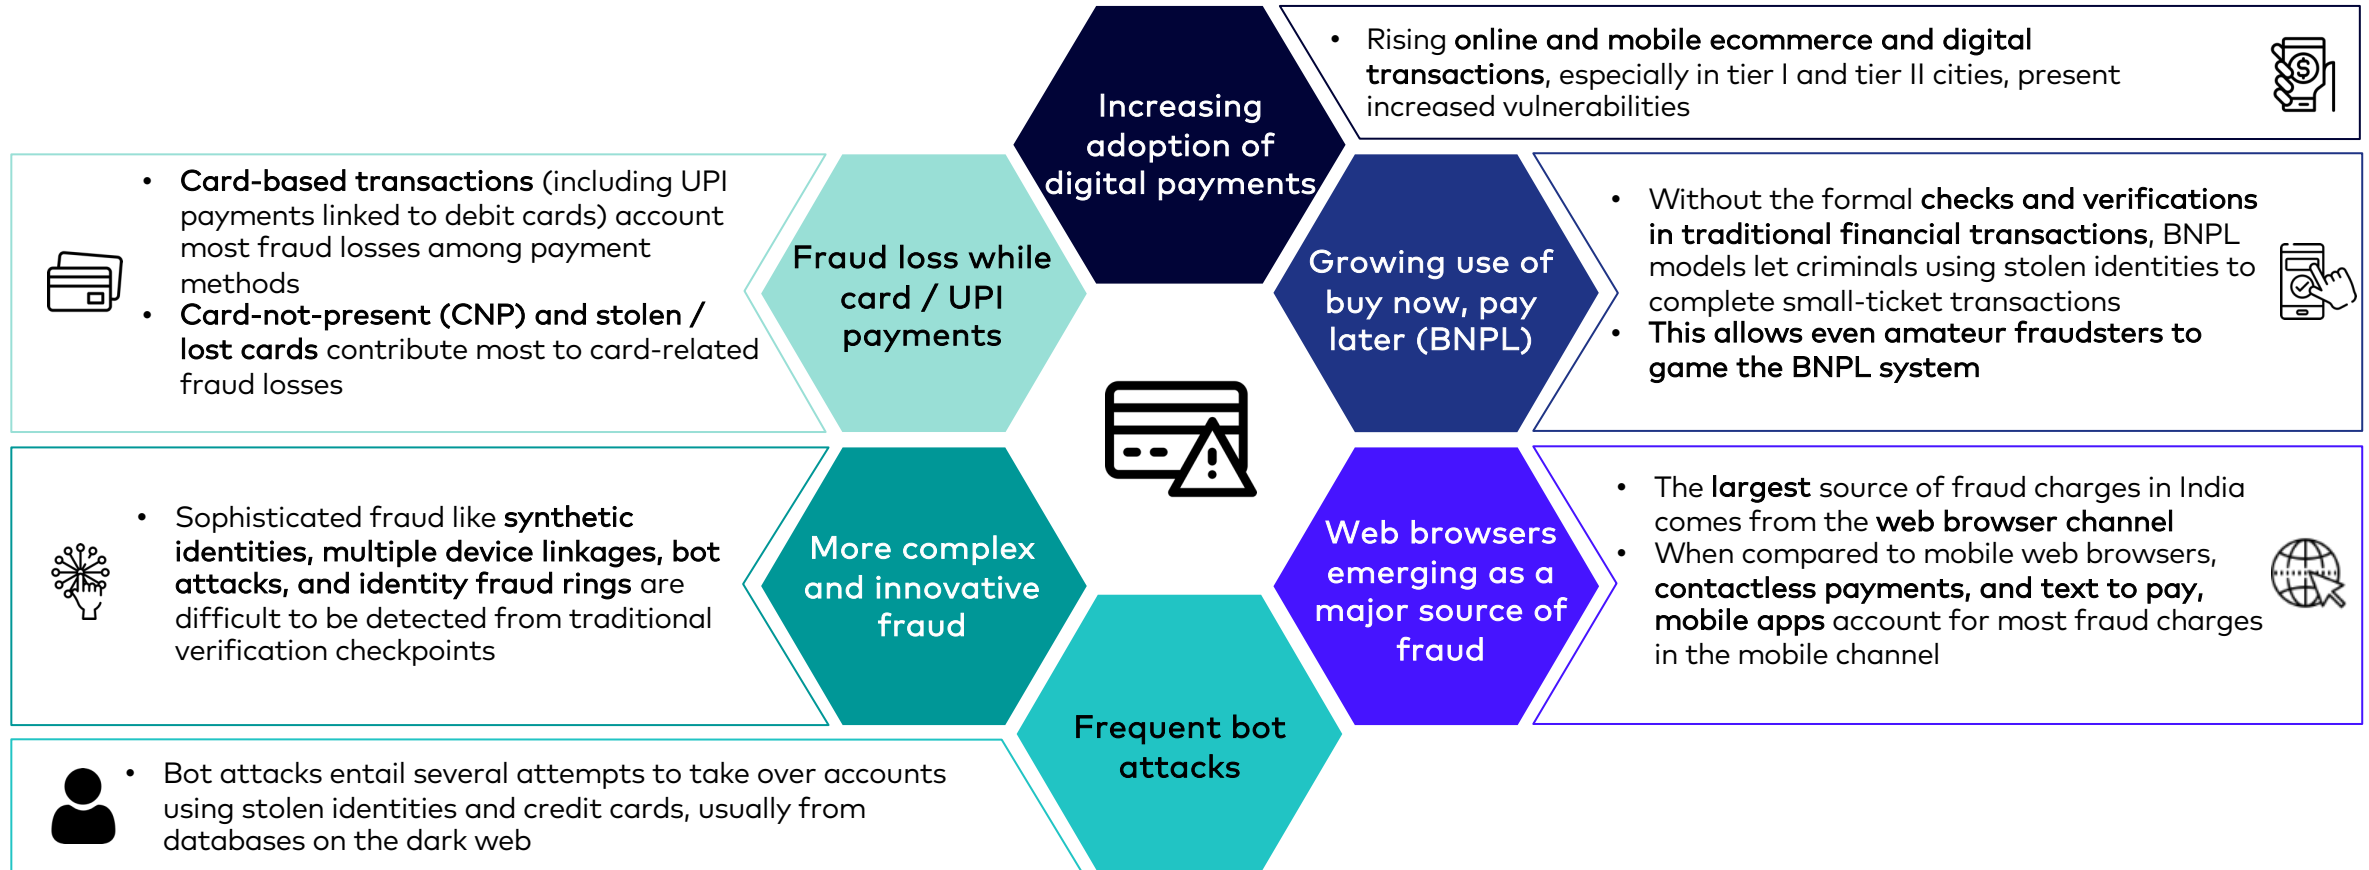 Increasing
adoption of
digital payments
• Rising online and mobile ecommerce and digital
transactions, especially in tier I and tier II cities, present
increased vulnerabilities
• Card-based transactions (including UPI
payments linked to debit cards) account
most fraud losses among payment
methods
• Card-not-present (CNP) and stolen /
lost cards contribute most to card-related
fraud losses
Fraud loss while
card / UPI
payments
Growing use of
buy now, pay
later (BNPL)
• Without the formal checks and verifications
in traditional financial transactions, BNPL
models let criminals using stolen identities to
complete small-ticket transactions
• This allows even amateur fraudsters to
game the BNPL system
• Sophisticated fraud like synthetic
identities, multiple device linkages, bot
attacks, and identity fraud rings are
difficult to be detected from traditional
verification checkpoints
More complex
and innovative
fraud
Web browsers
emerging as a
major source of
fraud
• The largest source of fraud charges in India
comes from the web browser channel
• When compared to mobile web browsers,
contactless payments, and text to pay,
mobile apps account for most fraud charges
in the mobile channel
Frequent bot
attacks
• Bot attacks entail several attempts to take over accounts
using stolen identities and credit cards, usually from
databases on the dark web